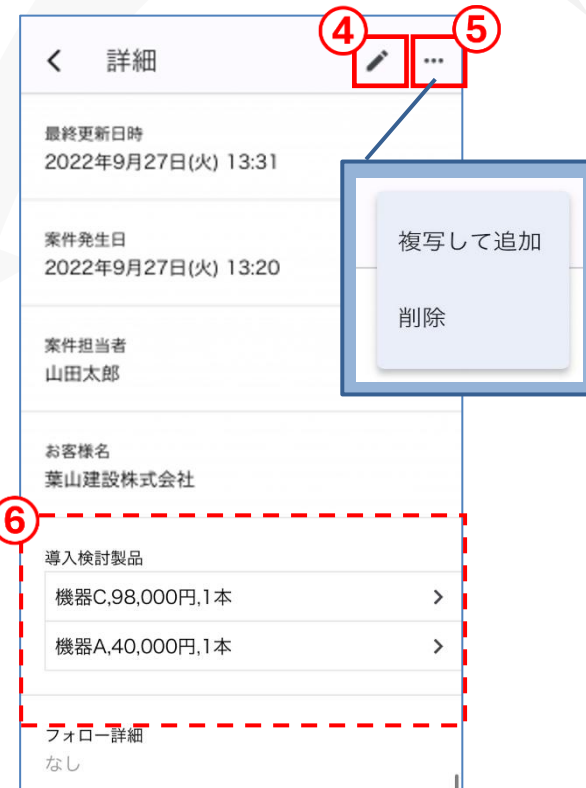 ④
⑤
詳細
最終更新日時
2022年9月27日(火) 13:31
複写して追加
削除
案件発生日
2022年9月27日(火) 13:20
案件担当者
山田太郎
お客様名
葉山建設株式会社
⑥
導入検討製品
機器C,98,000円,1本
機器A,40,000円,1本
フォロー詳細
なし